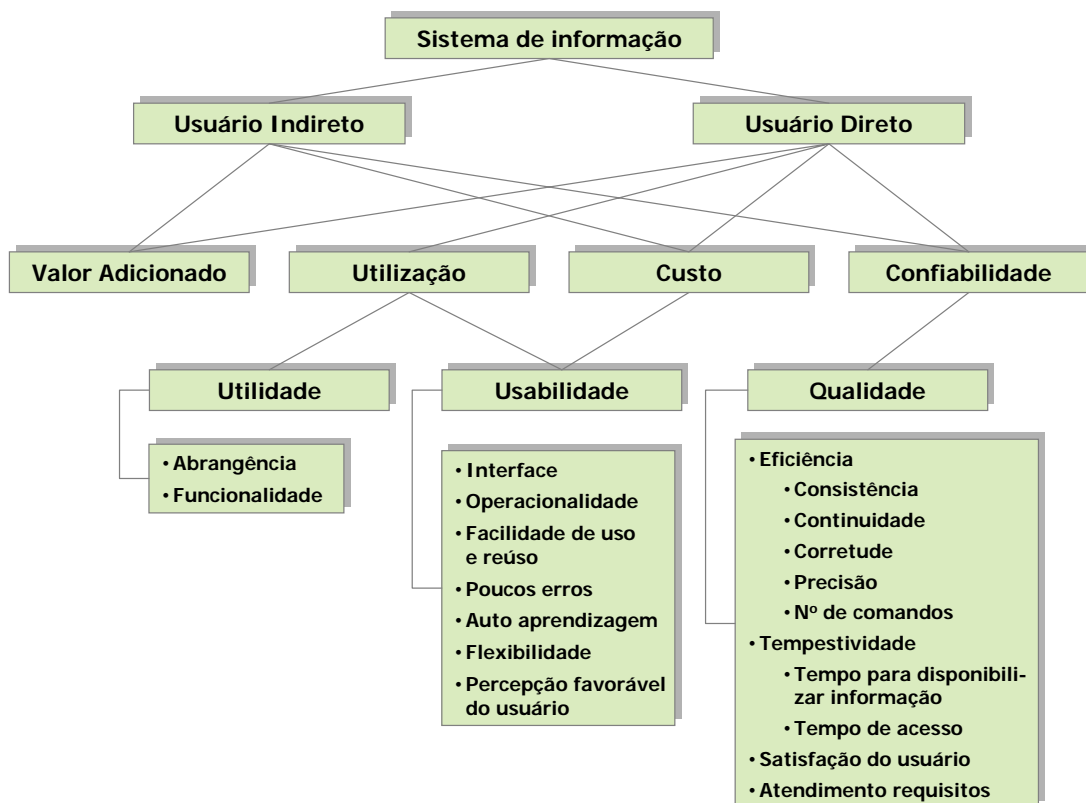 Sistema de informação
Usuário Indireto
Usuário Direto
Valor Adicionado
Utilização
Custo
Confiabilidade
Utilidade
Usabilidade
Qualidade
• Abrangência
• Funcionalidade
• Interface
• Operacionalidade
• Facilidade de uso
e reúso
• Poucos erros
• Auto aprendizagem
• Flexibilidade
• Percepção favorável
do usuário
• Eficiência
• Consistência
• Continuidade
• Corretude
• Precisão
• Nº de comandos
• Tempestividade
• Tempo para disponibili-
zar informação
• Tempo de acesso
• Satisfação do usuário
• Atendimento requisitos